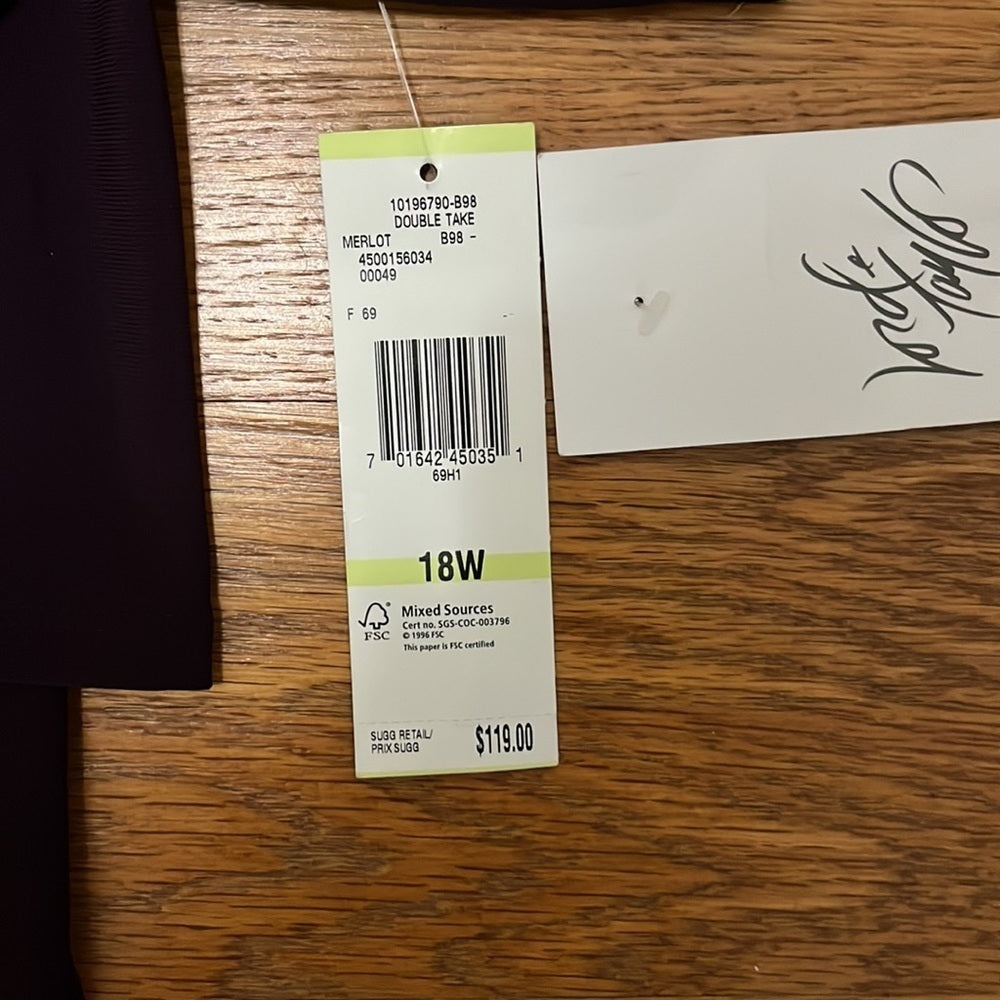 10196790-B98
DOUBLE TAKE
MERLOT B98 -
4500156034
00049
F 69
7 01642 45035 1
69H1
18W
FSC
Mixed Sources
Cert no. SGS-COC-003796
© 1996 FSC
This paper is FSC certified
SUGG RETAIL/
PRIX SUGG
$119.00